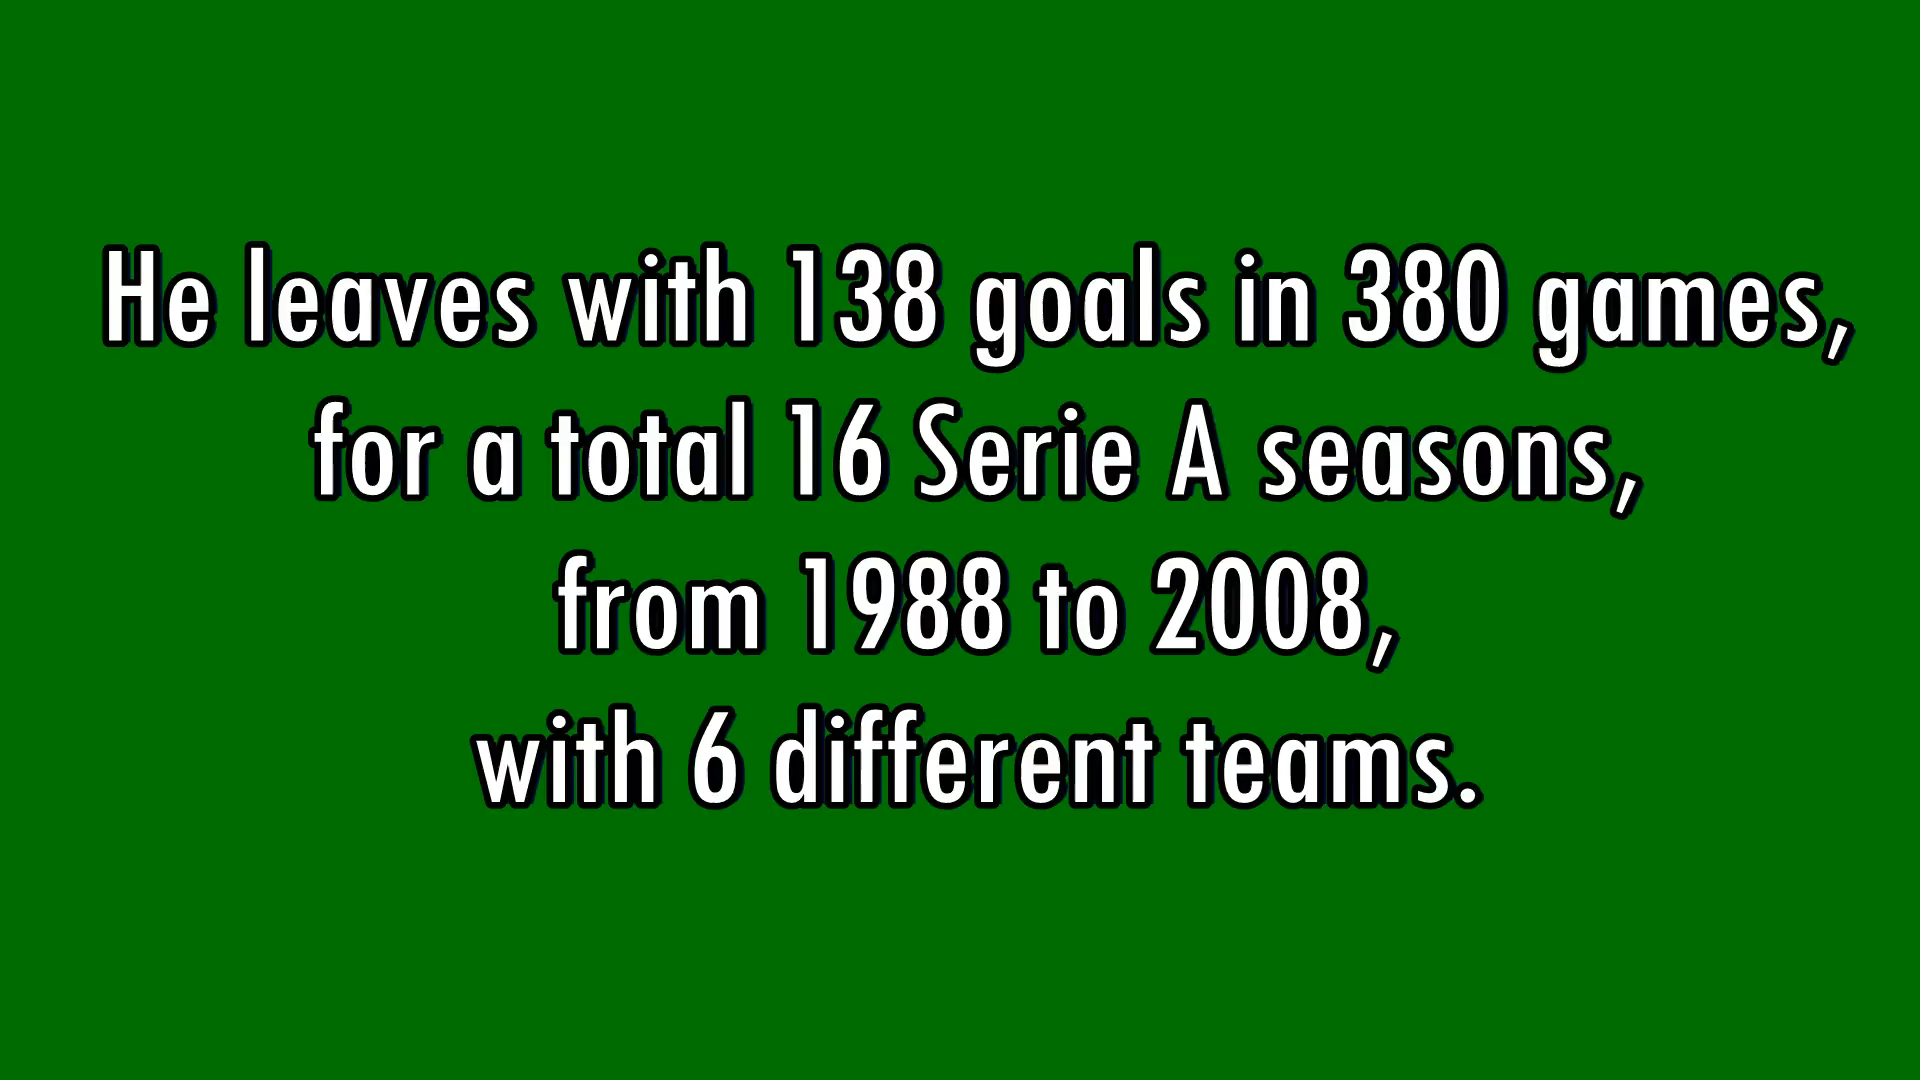 He leaves with 138 goals in 380 games,
for a total 16 Serie A seasons,
from 1988 to 2008,
with 6 different teams.